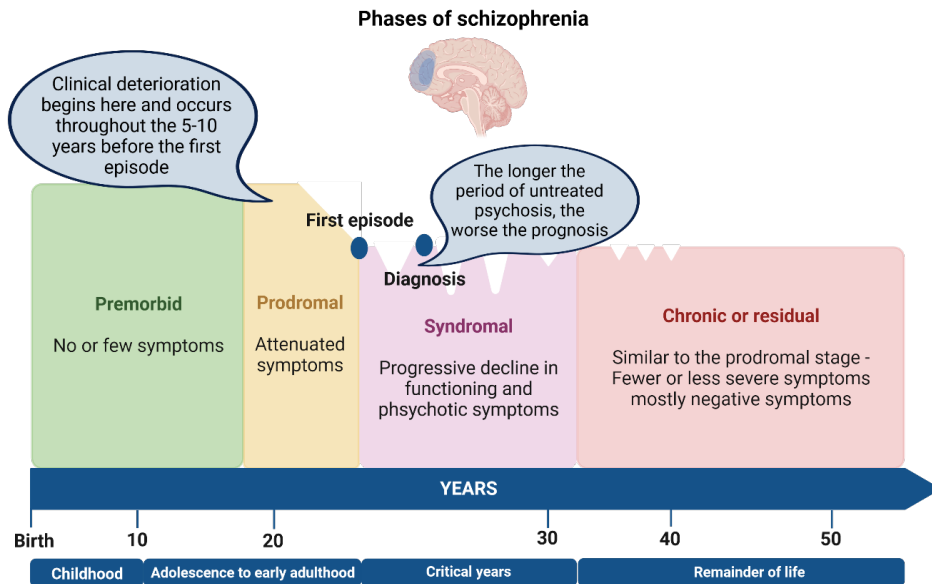 Phases of schizophrenia
Clinical deterioration
begins here and occurs
throughout the 5-10
years before the first
episode
The longer the
period of untreated
psychosis, the
worse the prognosis
First episode
Diagnosis
Premorbid
No or few symptoms
Prodromal
Attenuated
symptoms
Syndromal
Progressive decline in
functioning and
phsychotic symptoms
Chronic or residual
Similar to the prodromal stage -
Fewer or less severe symptoms
mostly negative symptoms
YEARS
Birth 10 20 30 40 50
Childhood Adolescence to early adulthood Critical years Remainder of life